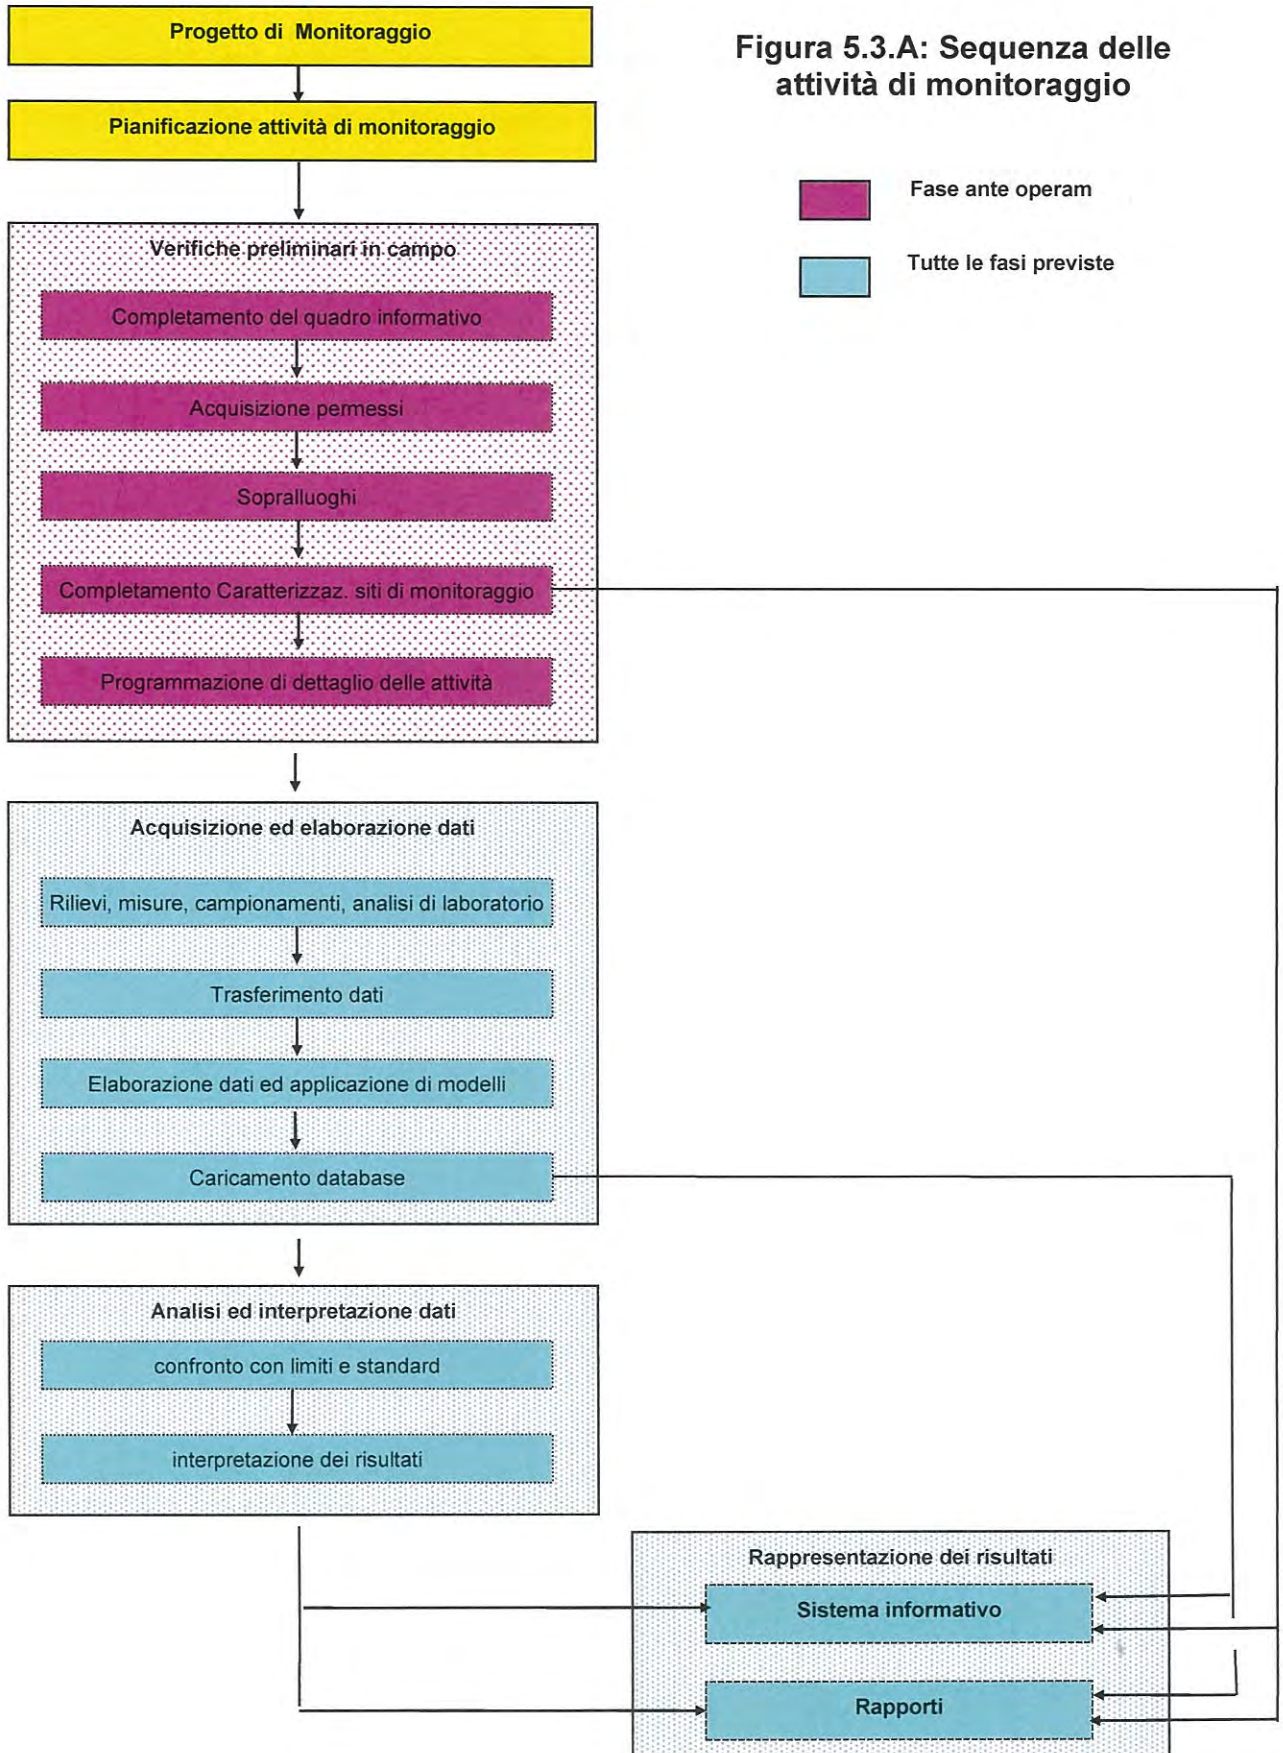 Progetto di Monitoraggio
Figura 5.3.A: Sequenza delle
attività di monitoraggio
Pianificazione attività di monitoraggio
Fase ante operam
Tutte le fasi previste
Verifiche preliminari in campo
Completamento del quadro informativo
Acquisizione permessi
Sopralluoghi
Completamento Caratterizzaz. siti di monitoraggio
Programmazione di dettaglio delle attività
Acquisizione ed elaborazione dati
Rilievi, misure, campionamenti, analisi di laboratorio
Trasferimento dati
Elaborazione dati ed applicazione di modelli
Caricamento database
Analisi ed interpretazione dati
confronto con limiti e standard
interpretazione dei risultati
Rappresentazione dei risultati
Sistema informativo
Rapporti